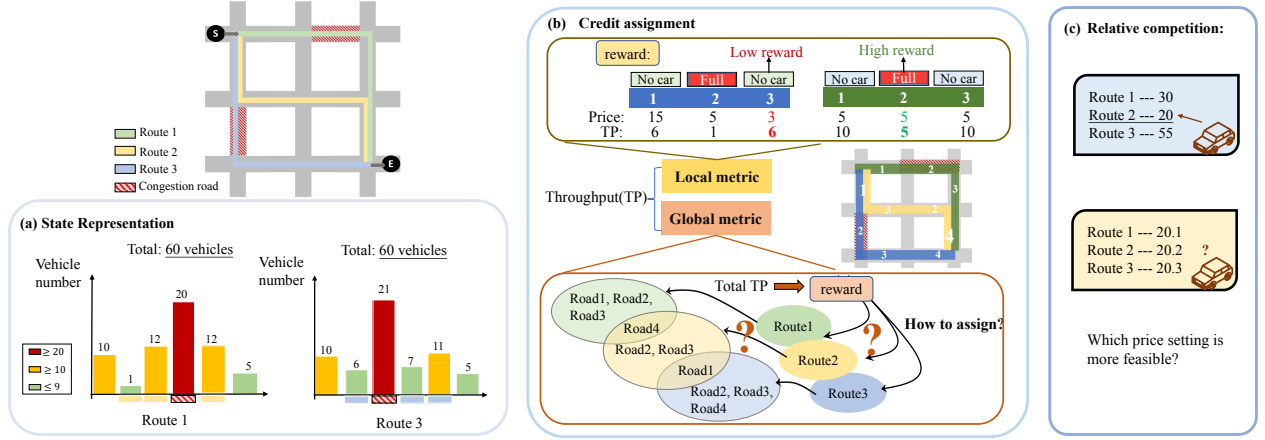 S
E
Route 1
Route 2
Route 3
Congestion road
(a) State Representation
Total: 60 vehicles
Total: 60 vehicles
Vehicle
number
Vehicle
number
≥ 20
≥ 10
≤ 9
10
1
12
20
12
5
Route 1
10
6
21
7
11
5
Route 3
(b) Credit assignment
reward:
Low reward
High reward
No car Full No car No car Full No car
1 2 3 1 2 3
Price: 15 5 3 5 5 5
TP: 6 1 6 10 5 10
Throughput(TP)
Local metric
Global metric
1 2
1 3
3 2
2 4
3 4
Total TP
reward
How to assign?
Road1, Road2,
Road3
Road4
Road2, Road3
Road1
Road2, Road3,
Road4
?
?
Route1
Route2
Route3
(c) Relative competition:
Route 1 --- 30
Route 2 --- 20
Route 3 --- 55
Route 1 --- 20.1
Route 2 --- 20.2 ?
Route 3 --- 20.3
Which price setting is
more feasible?